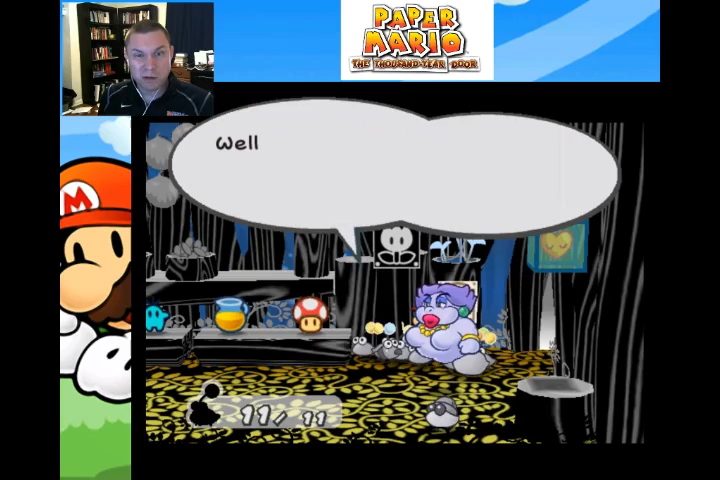 PAPER
MARIO
THE THOUSAND-YEAR DOOR
Well
M
11/11